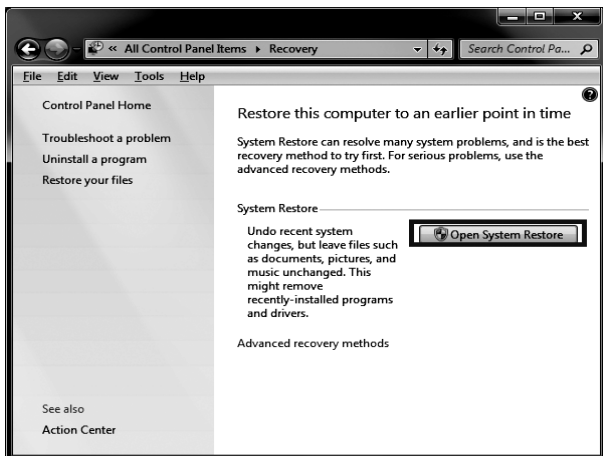 « All Control Panel Items ▸ Recovery
Search Control Pa...
File Edit View Tools Help
Control Panel Home
Troubleshoot a problem
Uninstall a program
Restore your files
Restore this computer to an earlier point in time
System Restore can resolve many system problems, and is the best
recovery method to try first. For serious problems, use the
advanced recovery methods.
System Restore
Undo recent system
changes, but leave files such
as documents, pictures, and
music unchanged. This
might remove
recently-installed programs
and drivers.
Open System Restore
Advanced recovery methods
See also
Action Center